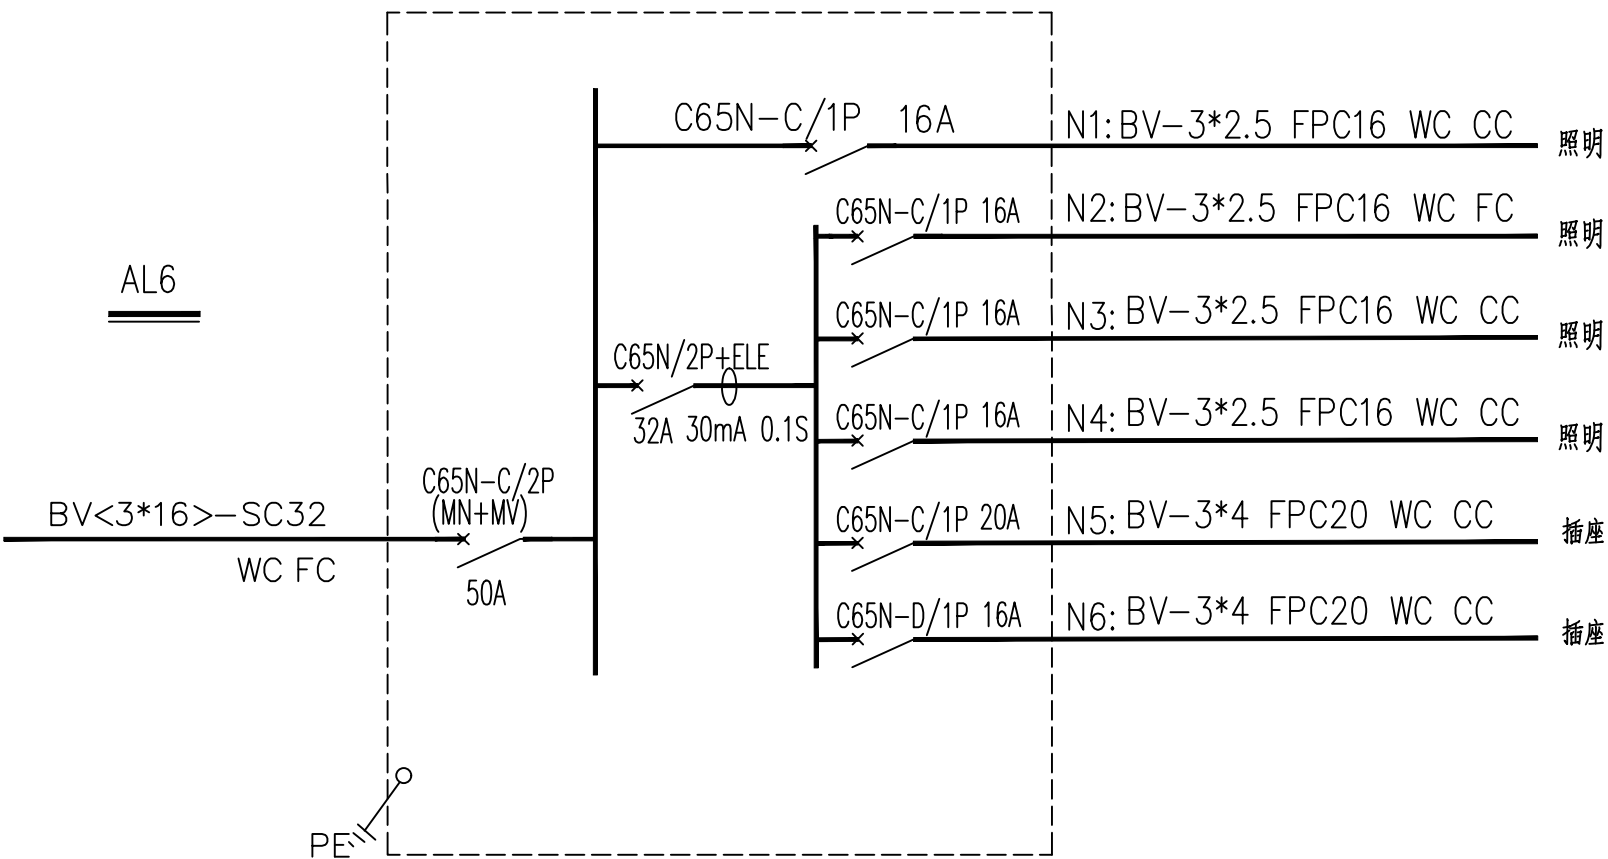 C65N-C/1P 16A N1:BV-3*2.5 FPC16 WC CC 照明
C65N-C/1P 16A N2:BV-3*2.5 FPC16 WC FC 照明
AL6
C65N-C/1P 16A N3:BV-3*2.5 FPC16 WC CC 照明
C65N/2P+ELE
32A 30mA 0.1S
C65N-C/1P 16A N4:BV-3*2.5 FPC16 WC CC 照明
C65N-C/2P
(MN+MV)
50A
BV<3*16>-SC32
WC FC
C65N-C/1P 20A N5:BV-3*4 FPC20 WC CC 插座
C65N-D/1P 16A N6:BV-3*4 FPC20 WC CC 插座
PE